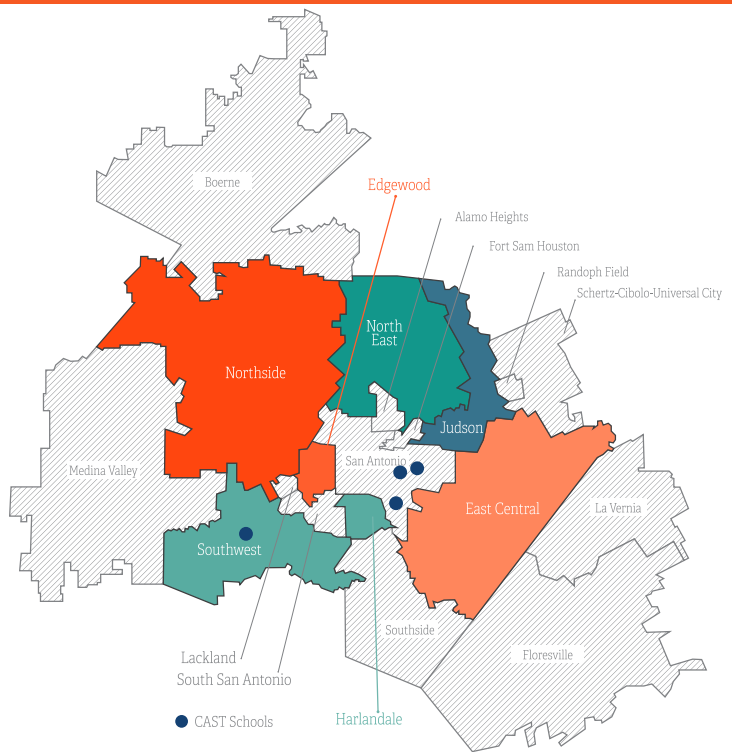 Boerne
Edgewood
Alamo Heights
Fort Sam Houston
Randoph Field
Schertz-Cibolo-Universal City
North
East
Northside
Judson
San Antonio
Medina Valley
East Central
La Vernia
Southwest
Southside
Lackland
South San Antonio
Floresville
Harlandale
CAST Schools